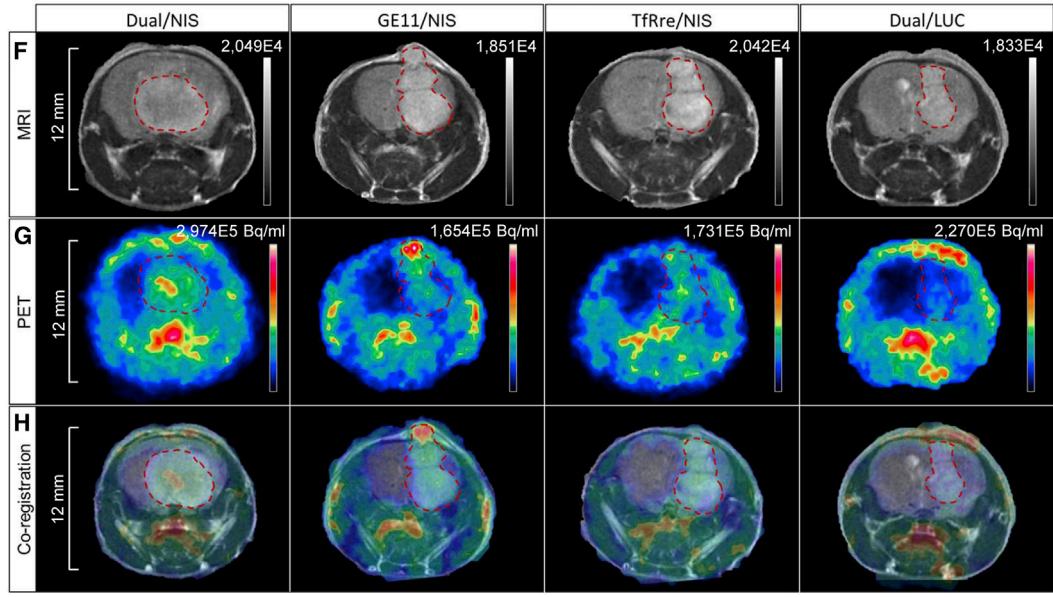 Dual/NIS
GE11/NIS
TfRre/NIS
Dual/LUC
F
MRI
12 mm
2,049E4
1,851E4
2,042E4
1,833E4
G
PET
12 mm
2,974E5 Bq/ml
1,654E5 Bq/ml
1,731E5 Bq/ml
2,270E5 Bq/ml
H
Co-registration
12 mm